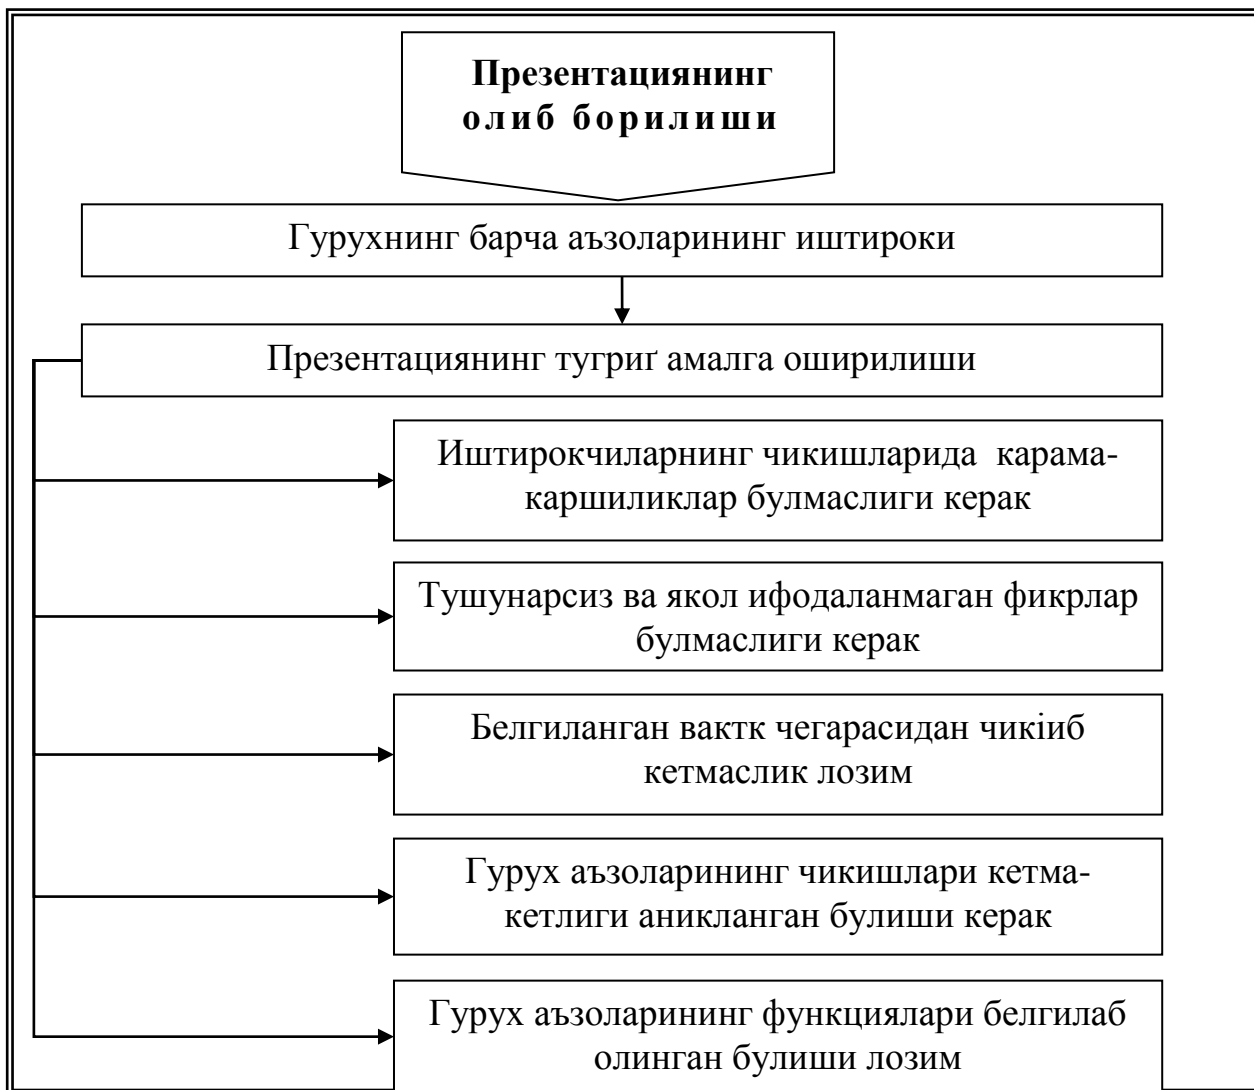 Презентациянинг
олиб борилиши
Гурухнинг барча аъзоларининг иштироки
Презентациянинг тугриґ амалга оширилиши
Иштирокчиларнинг чикишларида карама-
каршиликлар булмаслиги керак
Тушунарсиз ва якол ифодаланмаган фикрлар
булмаслиги керак
Белгиланган вактк чегарасидан чикіиб
кетмаслик лозим
Гурух аъзоларининг чикишлари кетма-
кетлиги аникланган булиши керак
Гурух аъзоларининг функциялари белгилаб
олинган булиши лозим